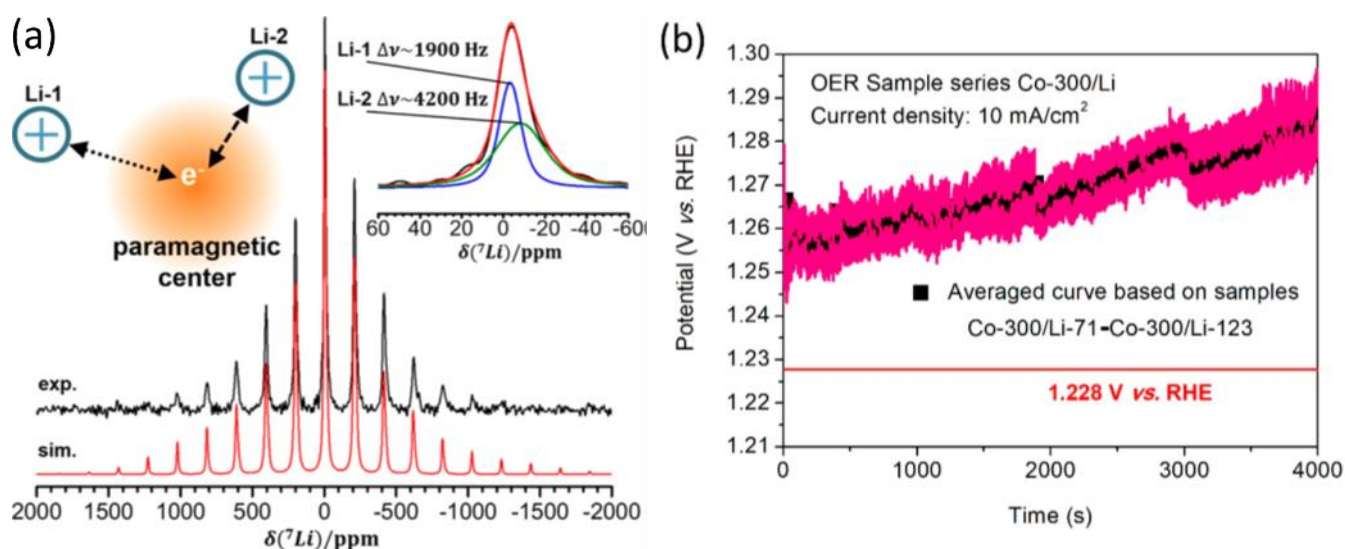 (a)
Li-2
Li-1
e-
paramagnetic
center
Li-1 Δν~1900 Hz
Li-2 Δν~4200 Hz
60 40 20 0 -20 -40 -600
δ(⁷Li)/ppm
exp.
sim.
2000 1500 1000 500 0 -500 -1000 -1500 -2000
δ(⁷Li)/ppm
(b)
1.30
1.29
1.28
1.27
1.26
1.25
1.24
1.23
1.22
1.21
Potential (V vs. RHE)
OER Sample series Co-300/Li
Current density: 10 mA/cm²
Averaged curve based on samples
Co-300/Li-71-Co-300/Li-123
1.228 V vs. RHE
0 1000 2000 3000 4000
Time (s)